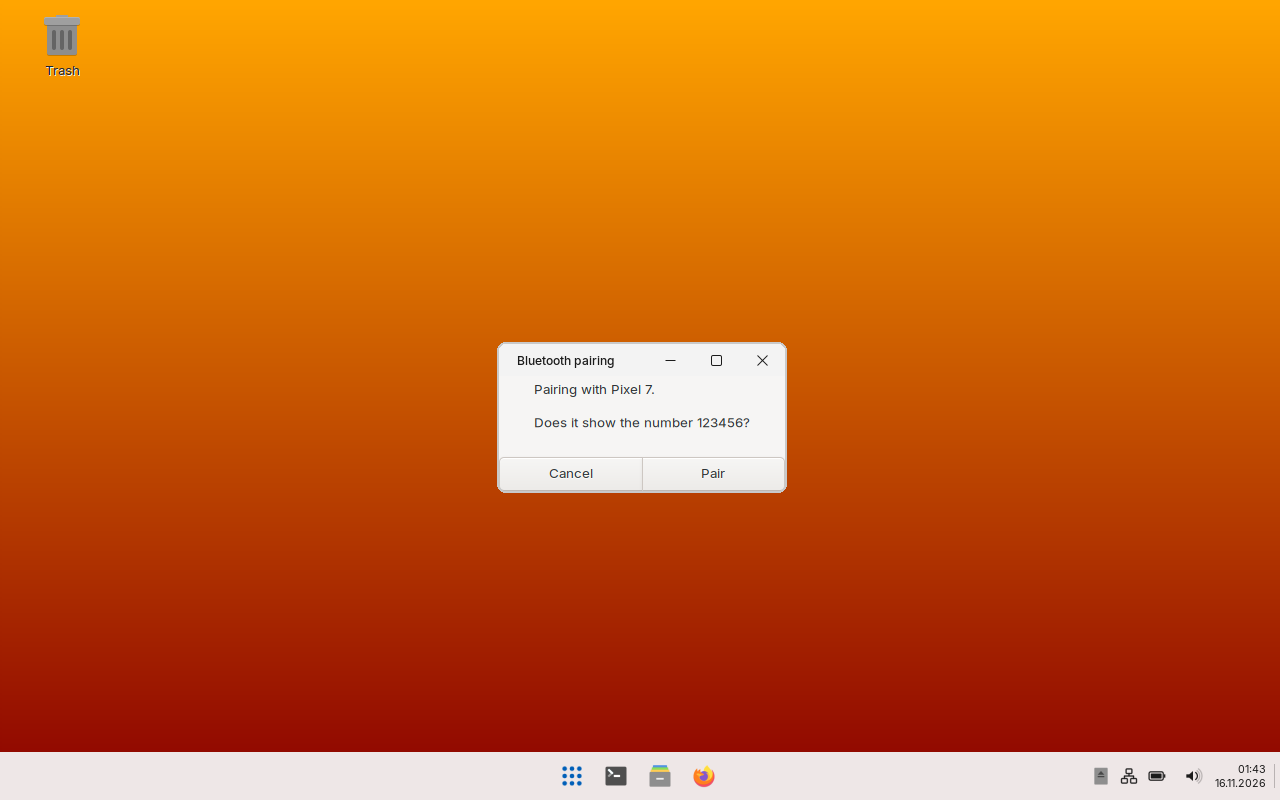 Trash
Bluetooth pairing
Pairing with Pixel 7.
Does it show the number 123456?
Cancel
Pair
01:43
16.11.2026